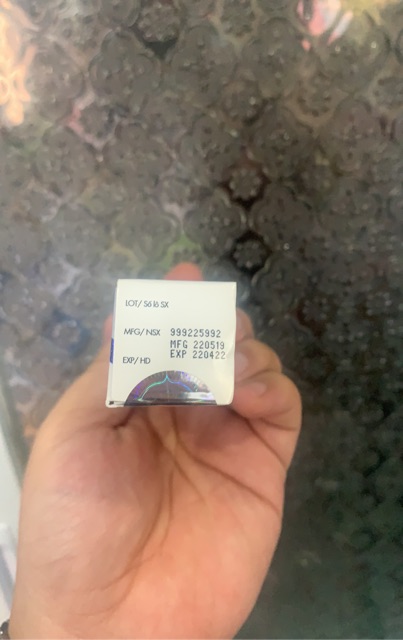 LOT/ Số lô SX
MFG/ NSX 999225992
MFG 220519
EXP/ HD EXP 220422